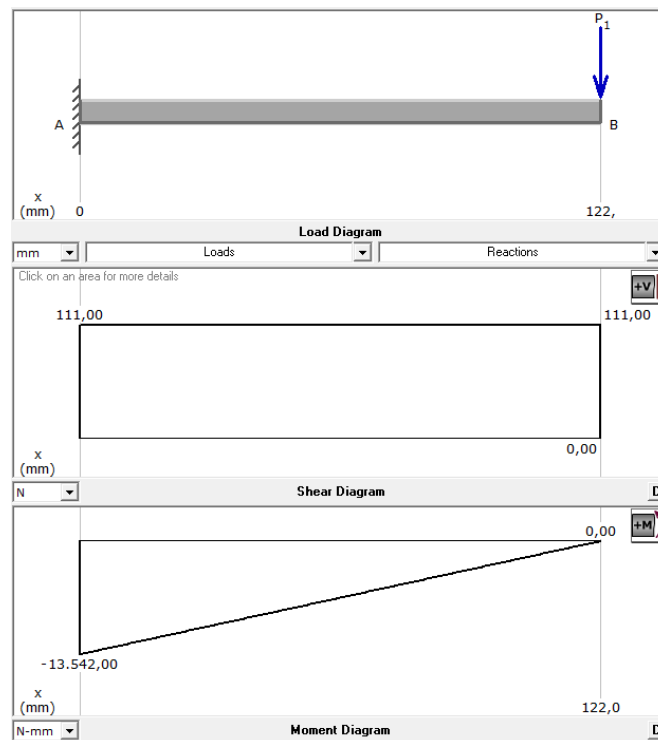 P1
A
B
x
(mm) 0 122,
Load Diagram
mm Loads Reactions
Click on an area for more details
+V
111,00 111,00
0,00
x
(mm)
N Shear Diagram D
0,00
+M
-13.542,00
x
(mm) 122,0
N-mm Moment Diagram D